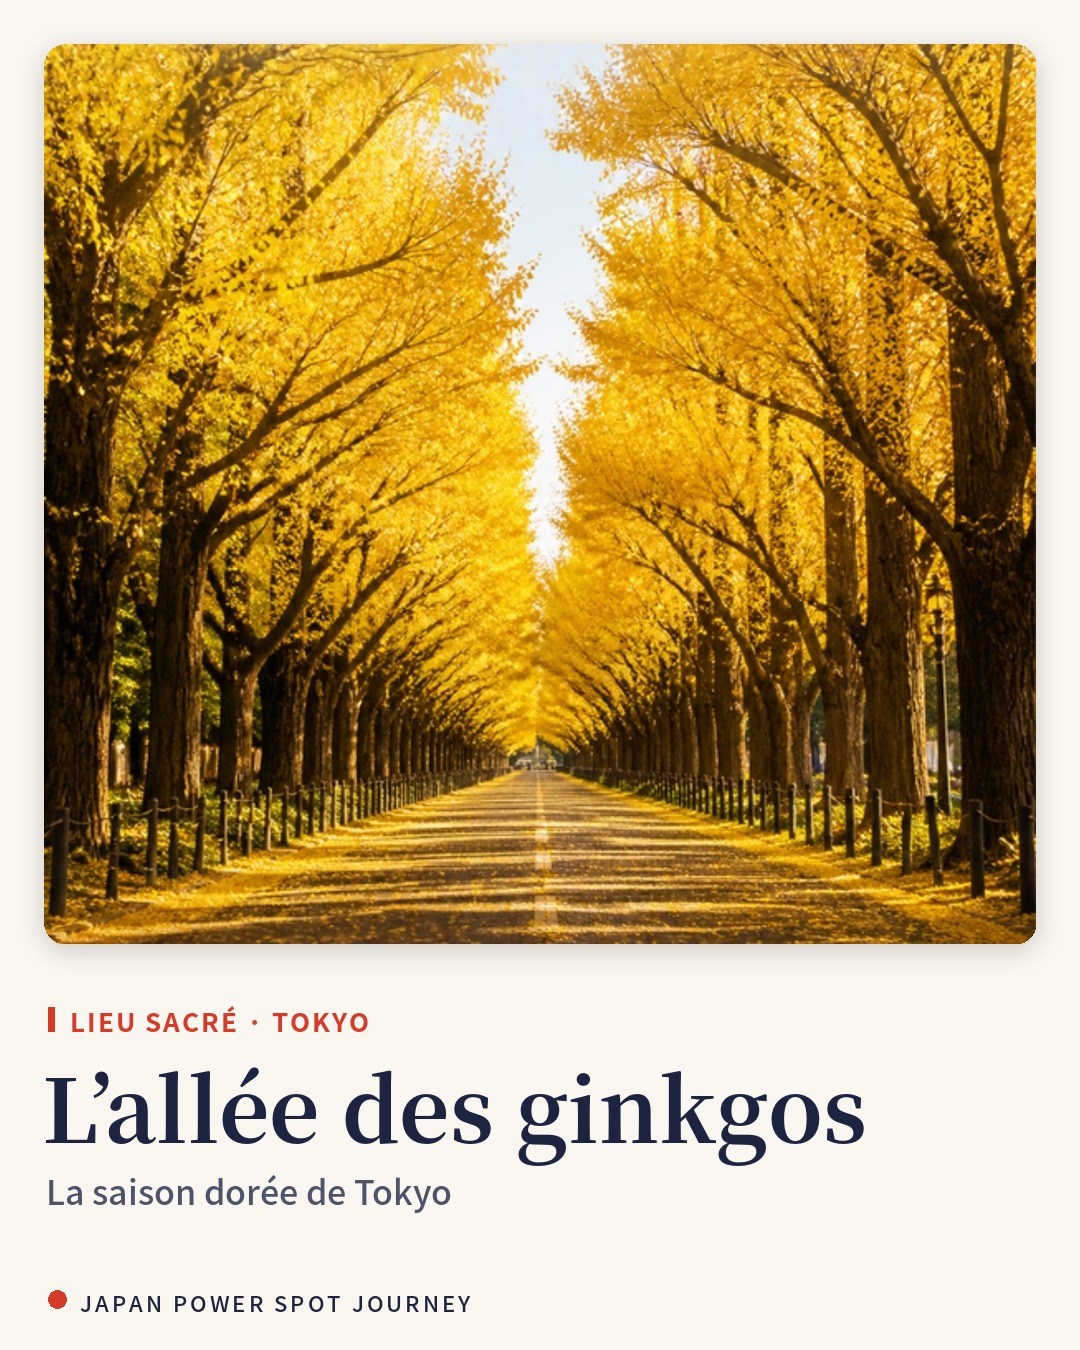 LIEU SACRÉ · TOKYO
L’allée des ginkgos
La saison dorée de Tokyo
JAPAN POWER SPOT JOURNEY